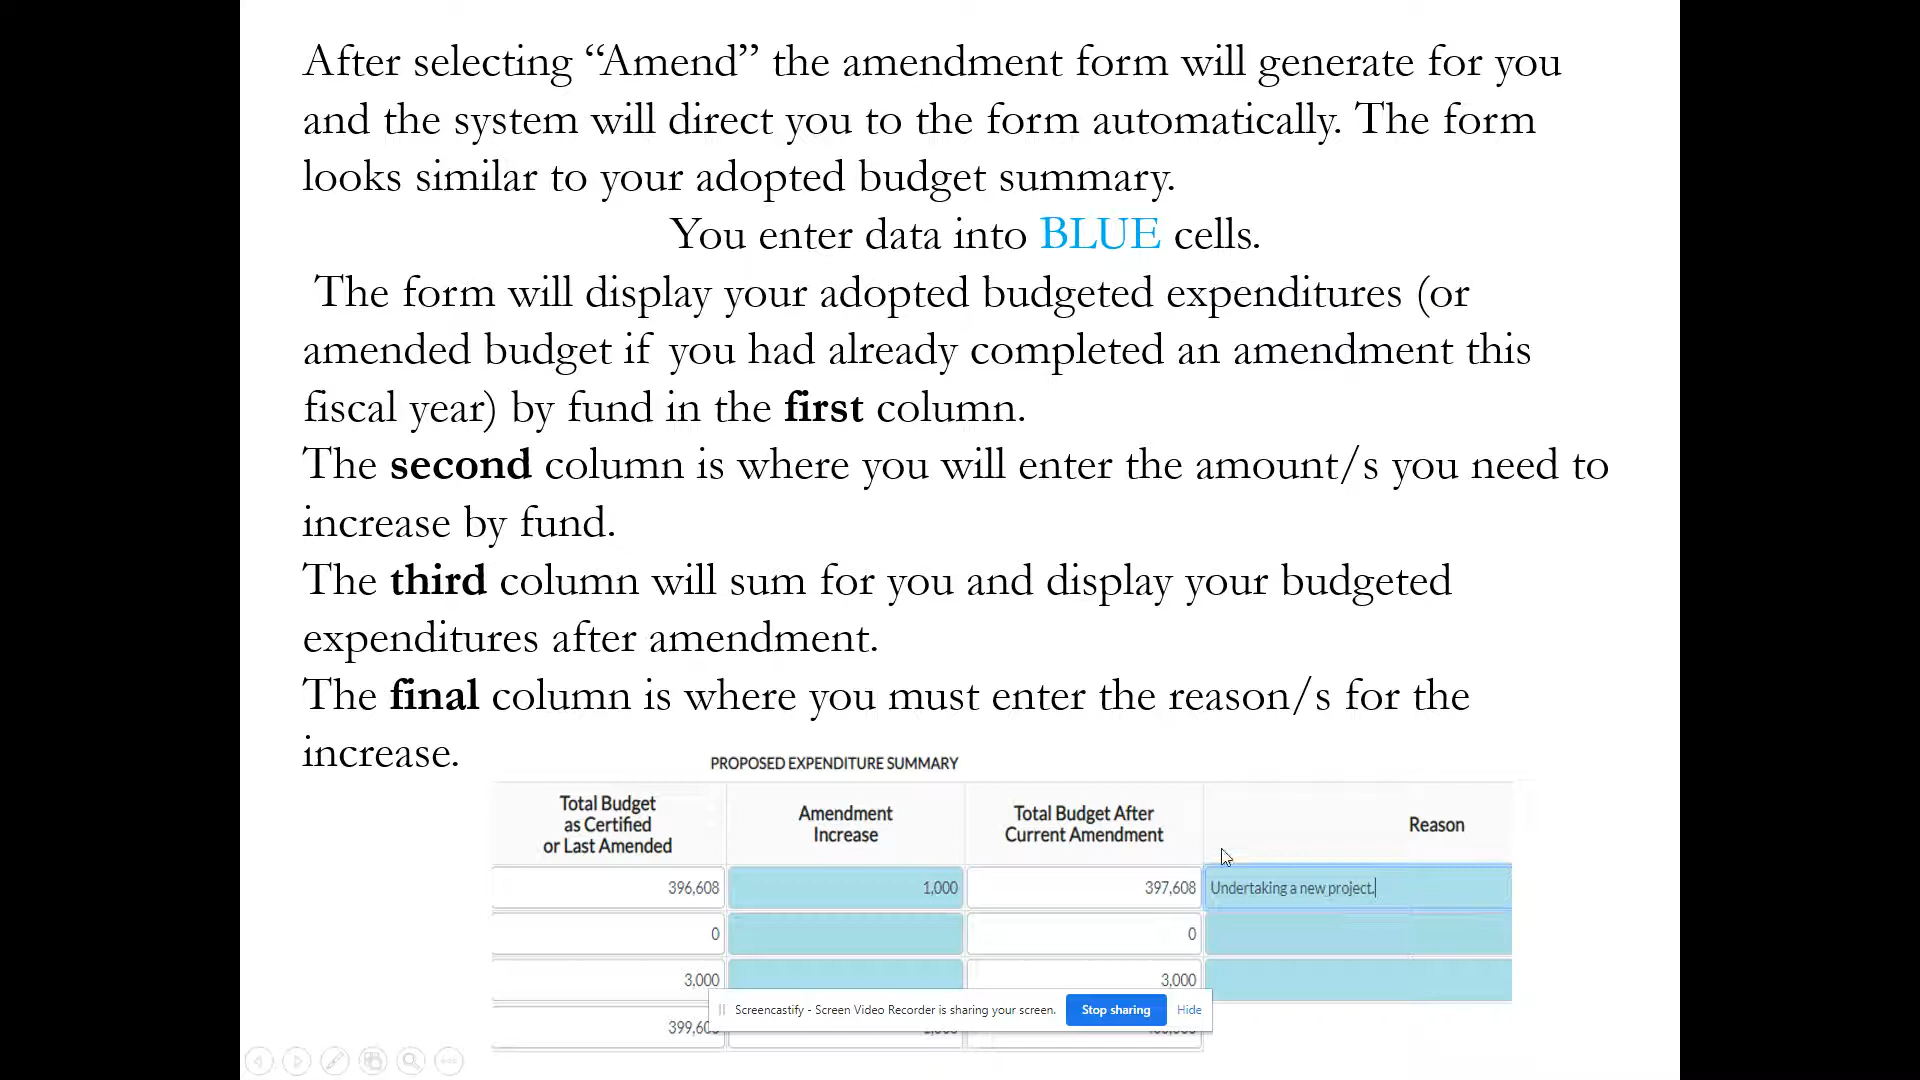 After selecting “Amend” the amendment form will generate for you
and the system will direct you to the form automatically. The form
looks similar to your adopted budget summary.
You enter data into BLUE cells.
The form will display your adopted budgeted expenditures (or
amended budget if you had already completed an amendment this
fiscal year) by fund in the first column.
The second column is where you will enter the amount/s you need to
increase by fund.
The third column will sum for you and display your budgeted
expenditures after amendment.
The final column is where you must enter the reason/s for the
increase.
PROPOSED EXPENDITURE SUMMARY
Total Budget
as Certified
or Last Amended
Amendment
Increase
Total Budget After
Current Amendment
Reason
396,608 1,000 397,608 Undertaking a new project.
0 0
3,000 3,000
Screencastify - Screen Video Recorder is sharing your screen. Stop sharing Hide